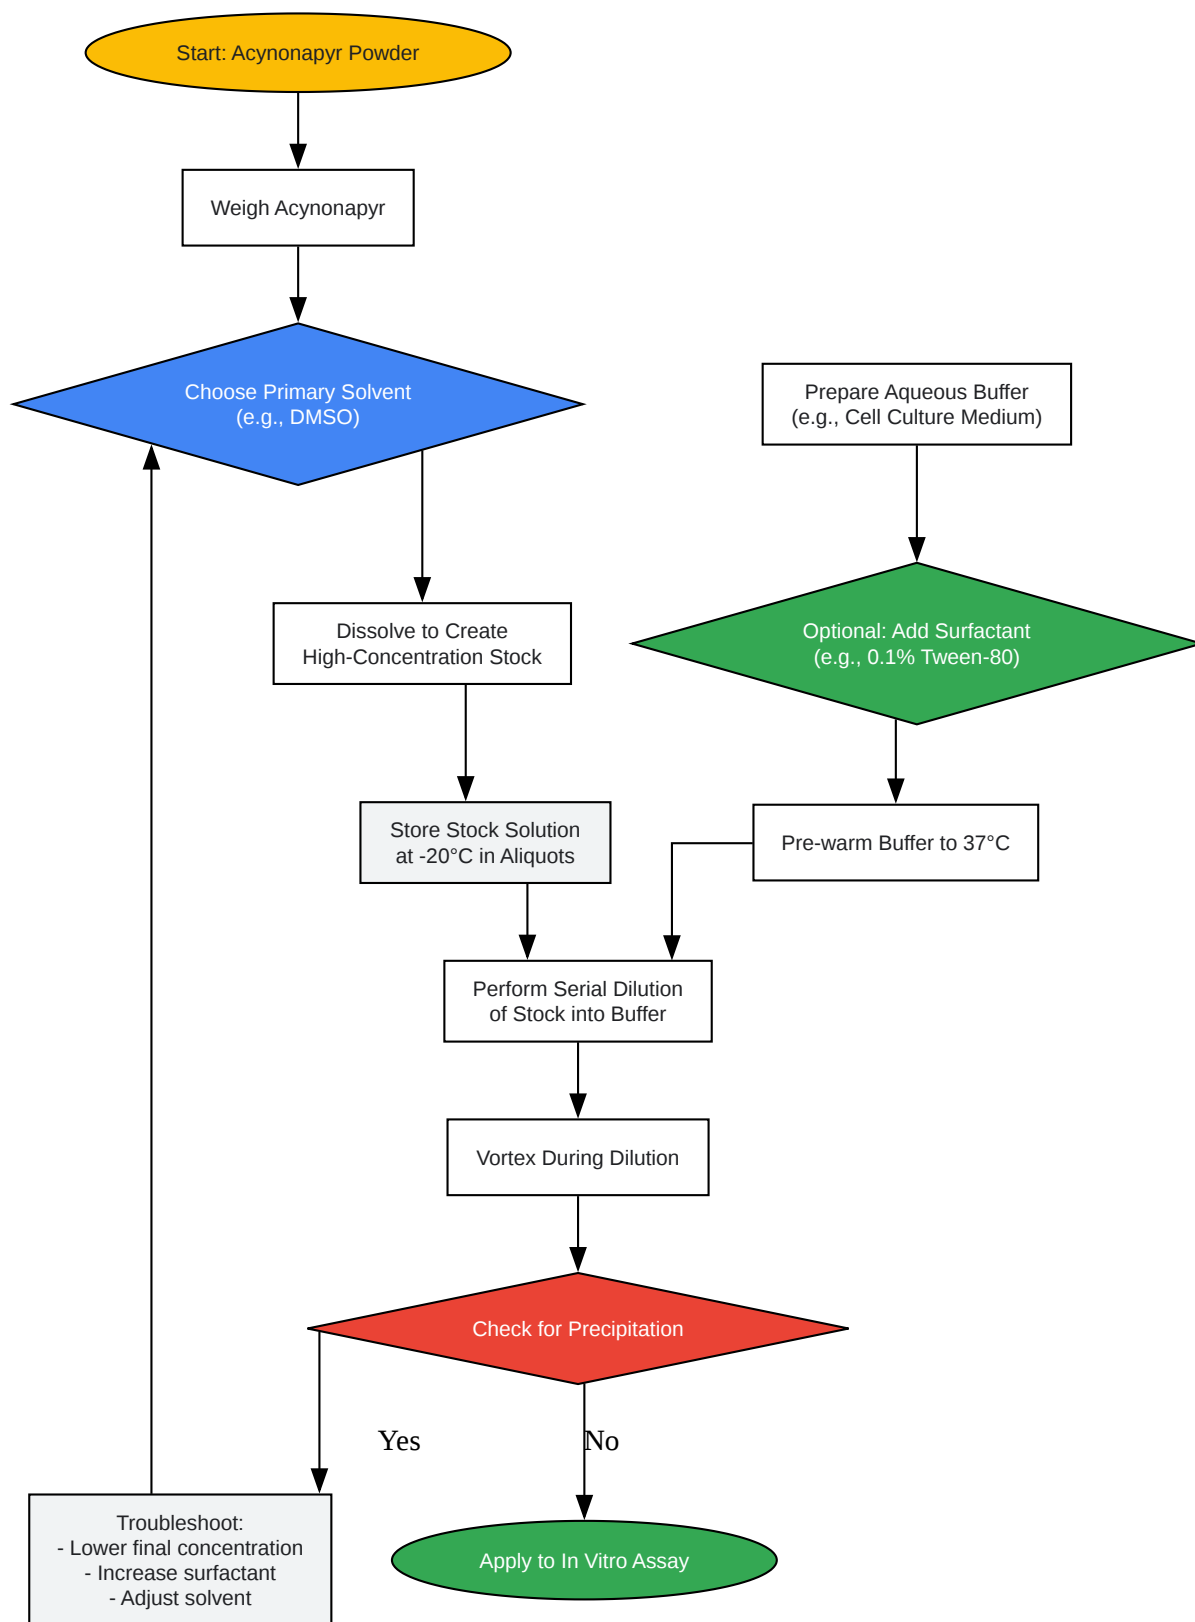 Start: Acynonapyr Powder
Weigh Acynonapyr
Choose Primary Solvent
(e.g., DMSO)
Prepare Aqueous Buffer
(e.g., Cell Culture Medium)
Dissolve to Create
High-Concentration Stock
Optional: Add Surfactant
(e.g., 0.1% Tween-80)
Store Stock Solution
at -20°C in Aliquots
Pre-warm Buffer to 37°C
Perform Serial Dilution
of Stock into Buffer
Vortex During Dilution
Check for Precipitation
Yes
No
Troubleshoot:
- Lower final concentration
- Increase surfactant
- Adjust solvent
Apply to In Vitro Assay